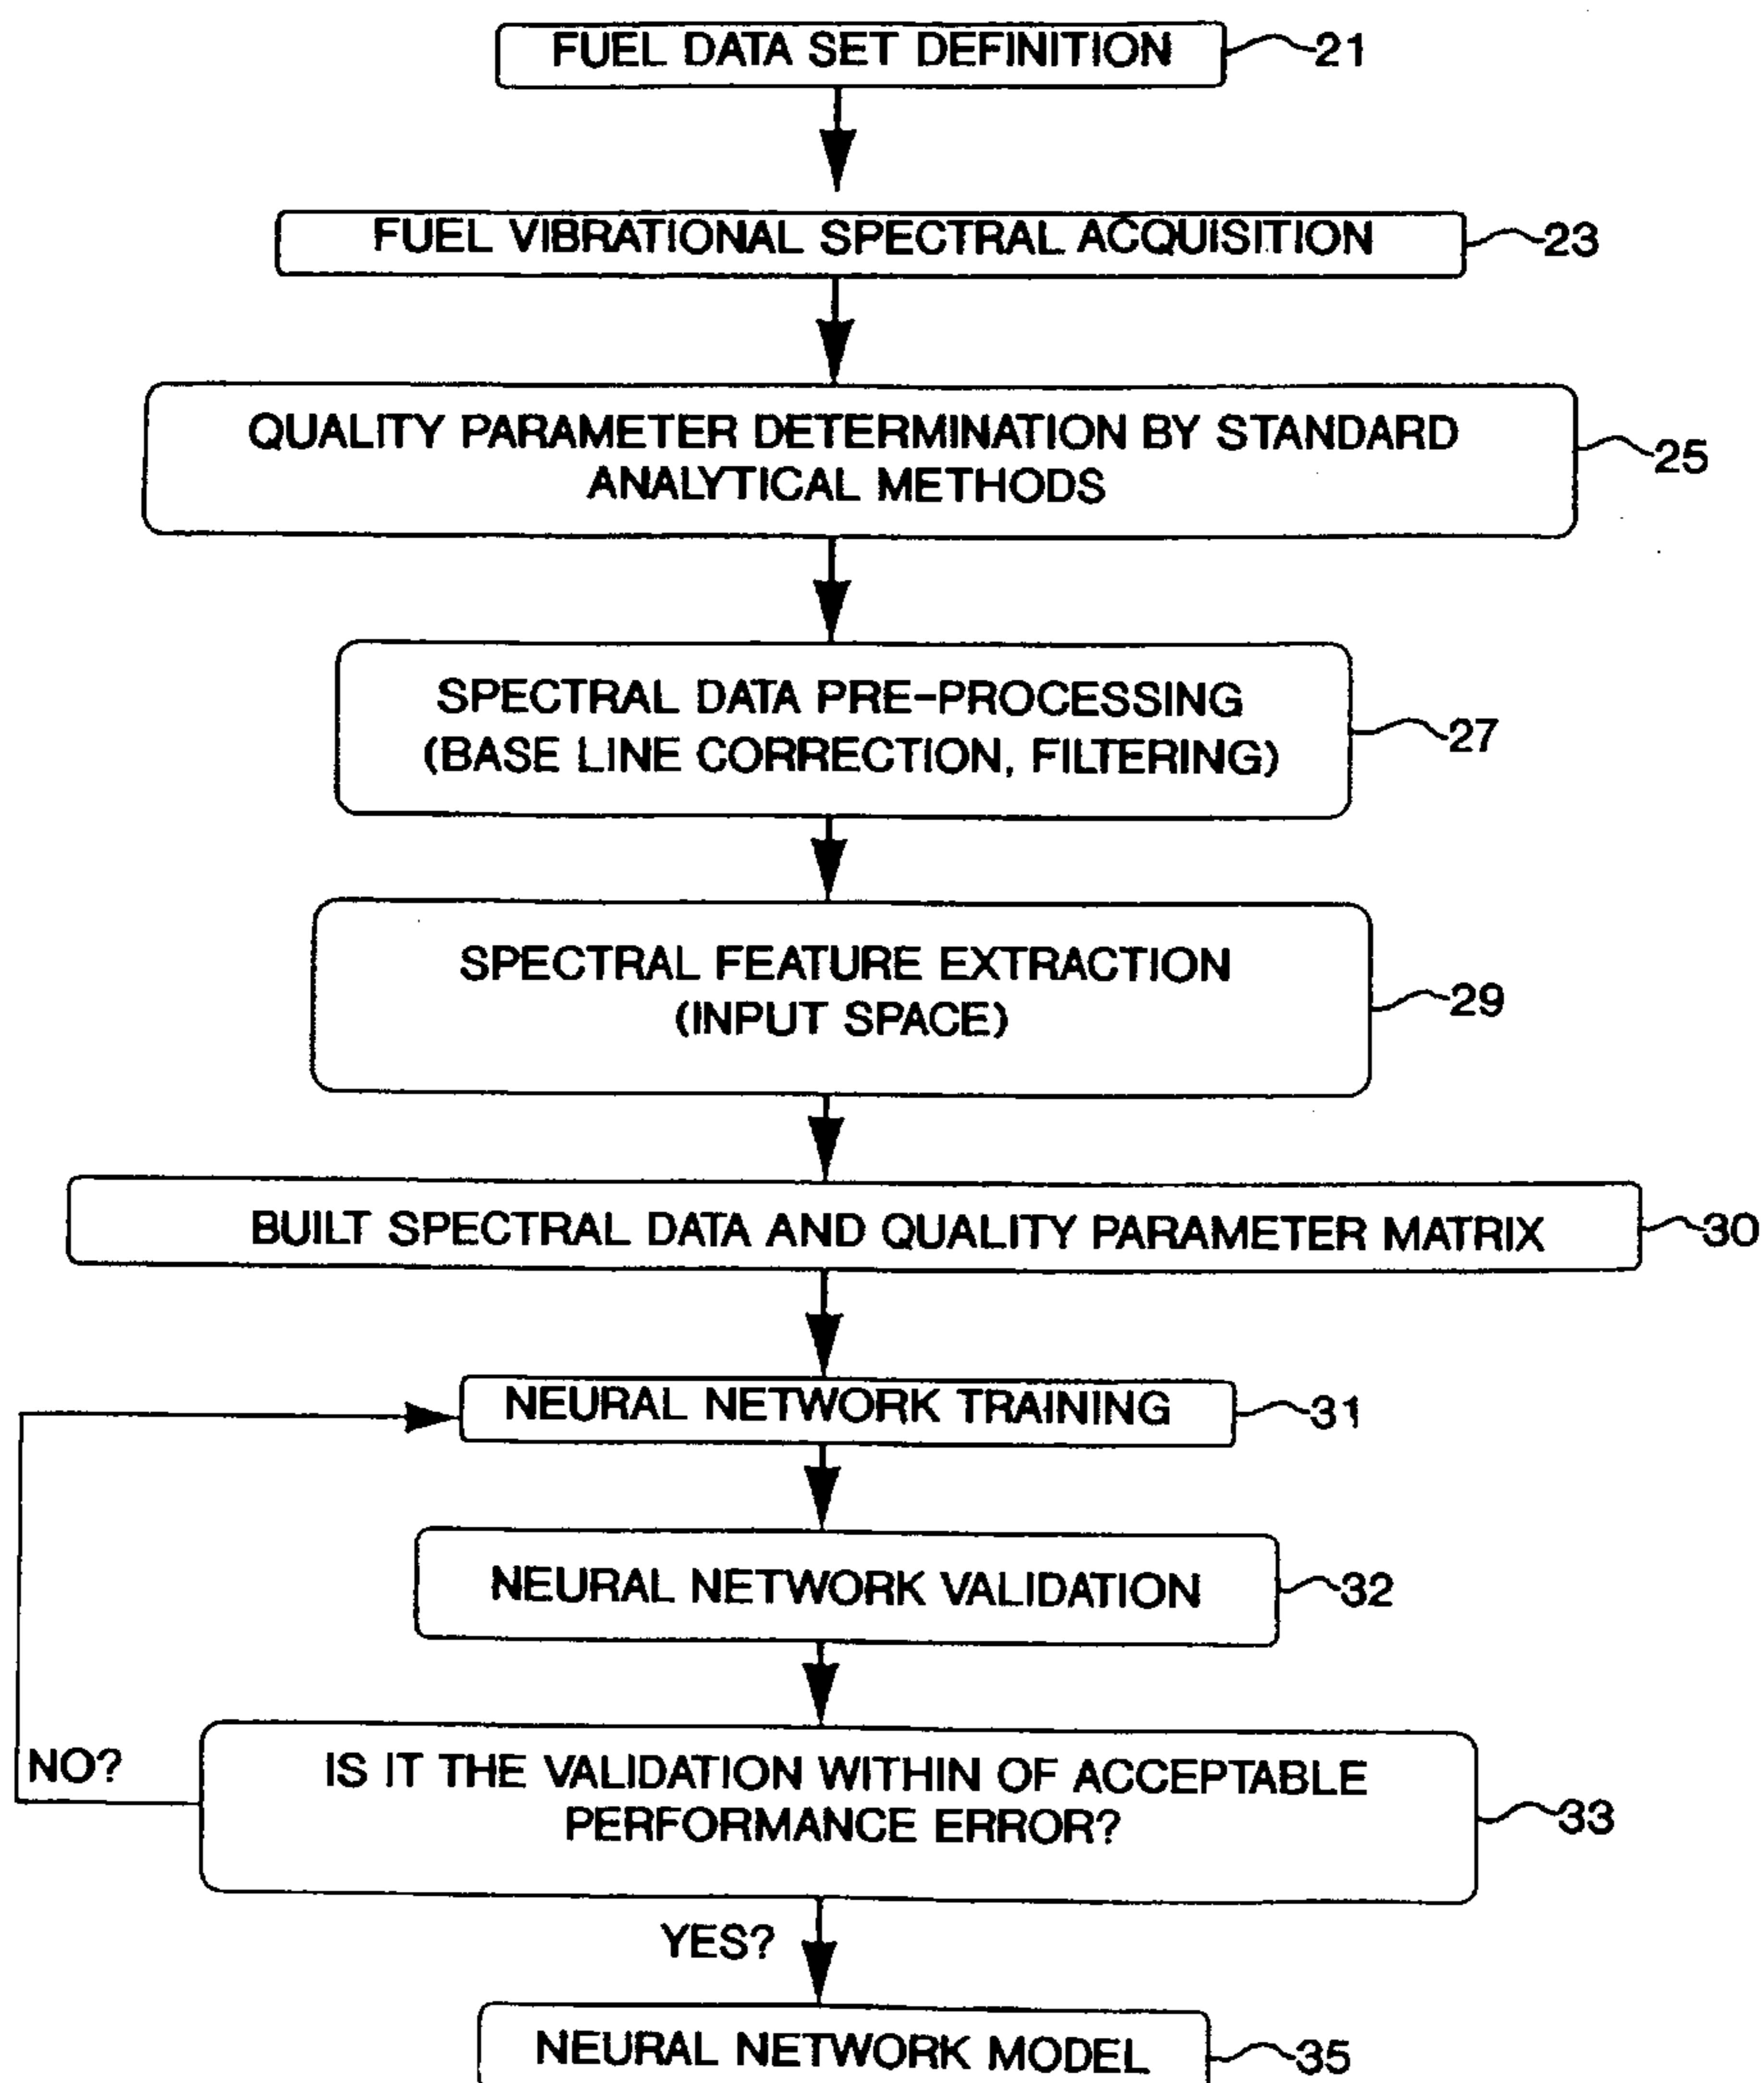 FUEL DATA SET DEFINITION 21
FUEL VIBRATIONAL SPECTRAL ACQUISITION 23
QUALITY PARAMETER DETERMINATION BY STANDARD
ANALYTICAL METHODS
25
SPECTRAL DATA PRE-PROCESSING
(BASE LINE CORRECTION, FILTERING)
27
SPECTRAL FEATURE EXTRACTION
(INPUT SPACE)
29
BUILT SPECTRAL DATA AND QUALITY PARAMETER MATRIX 30
NEURAL NETWORK TRAINING 31
NEURAL NETWORK VALIDATION 32
NO?
IS IT THE VALIDATION WITHIN OF ACCEPTABLE
PERFORMANCE ERROR?
33
YES?
NEURAL NETWORK MODEL 35